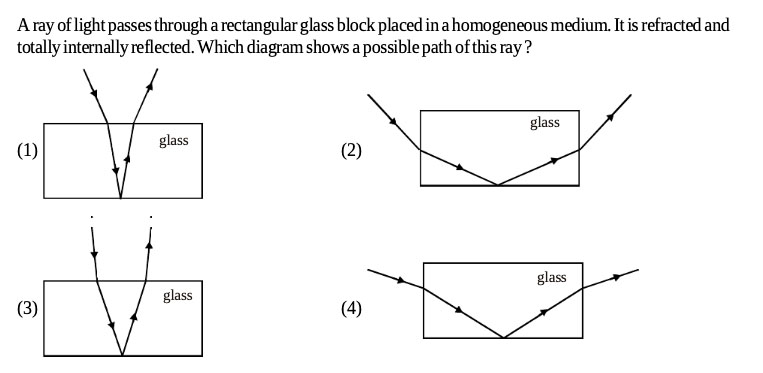 A ray of light passes through a rectangular glass block placed in a homogeneous medium. It is refracted and
totally internally reflected. Which diagram shows a possible path of this ray ?
(1)
glass
(2)
glass
(3)
glass
(4)
glass